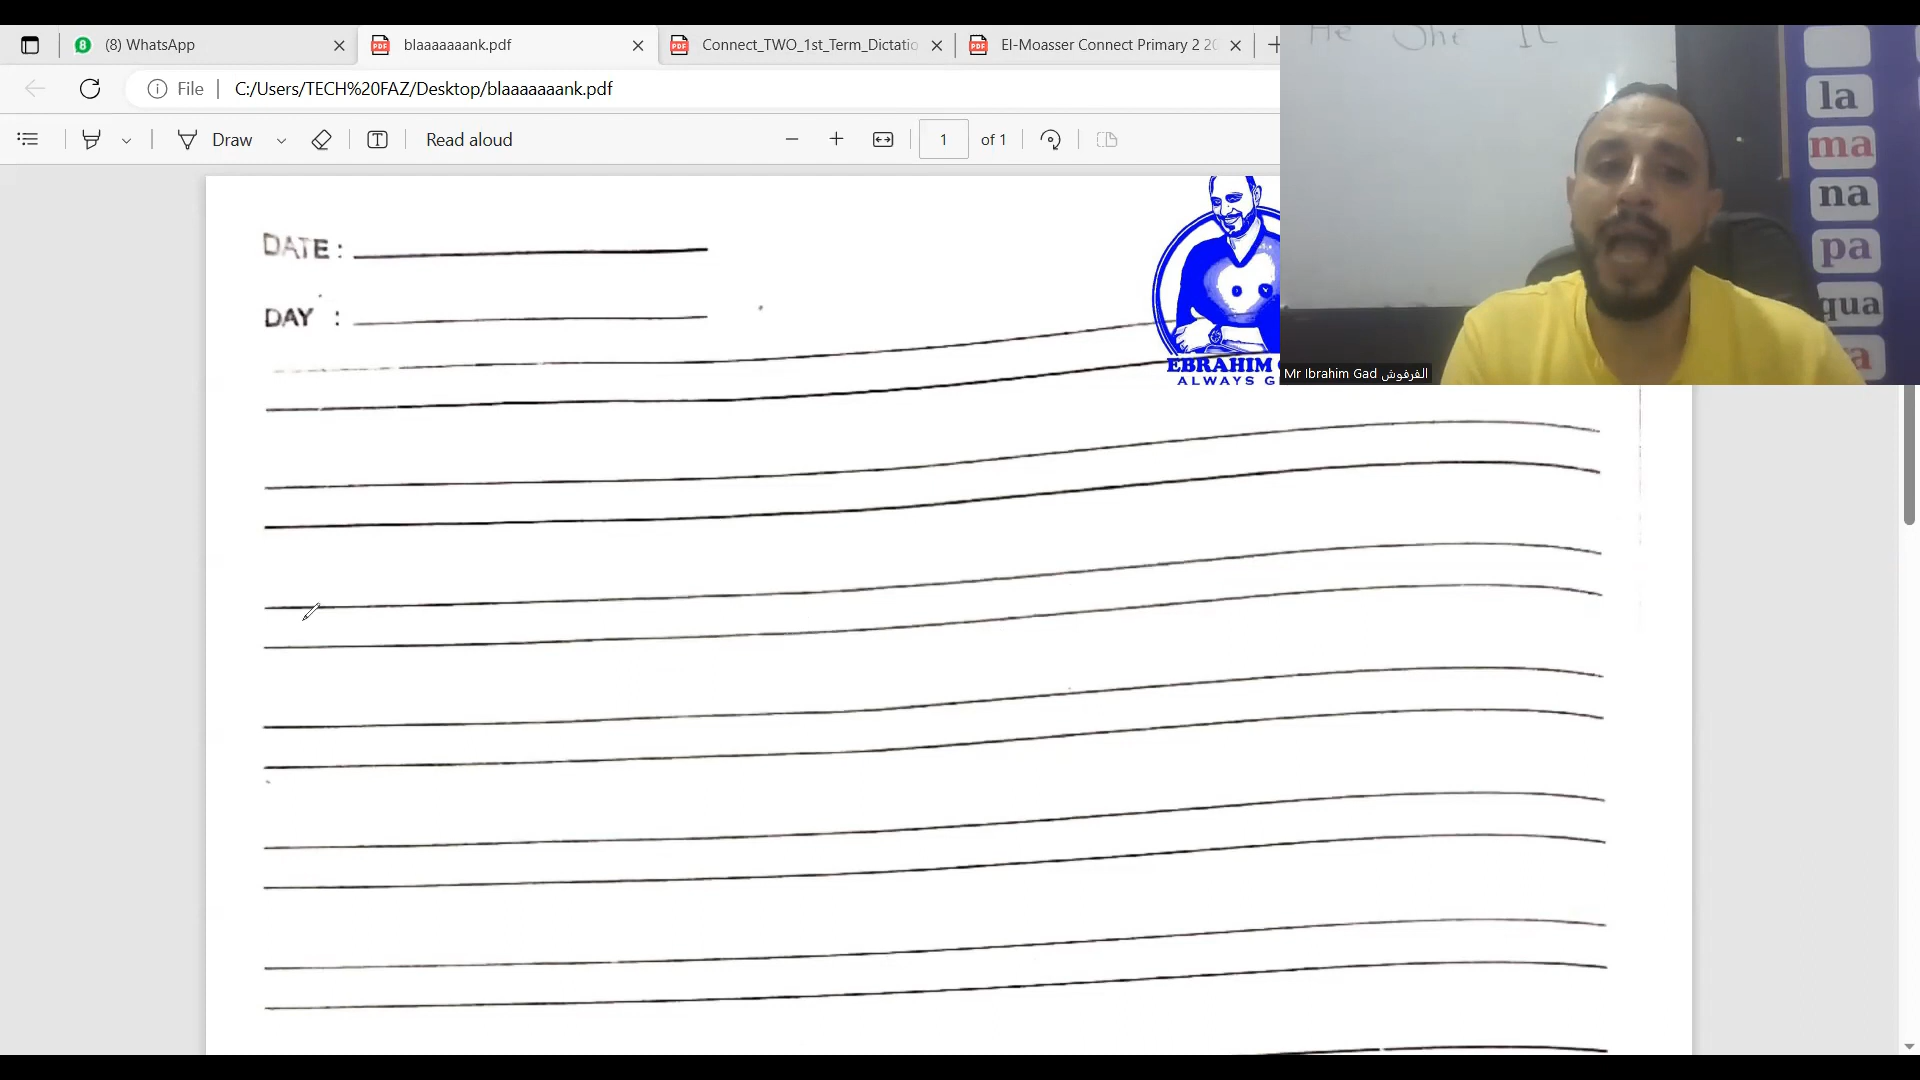 (8) WhatsApp
blaaaaaaank.pdf
Connect_TWO_1st_Term_Dictatio
El-Moasser Connect Primary 2 20
File
C:/Users/TECH%20FAZ/Desktop/blaaaaaaank.pdf
Draw
Read aloud
1
of 1
DATE :
DAY :
EBRAHIM
ALWAYS G
He She It
la
ma
na
pa
qua
Mr Ibrahim Gad الفرفوش